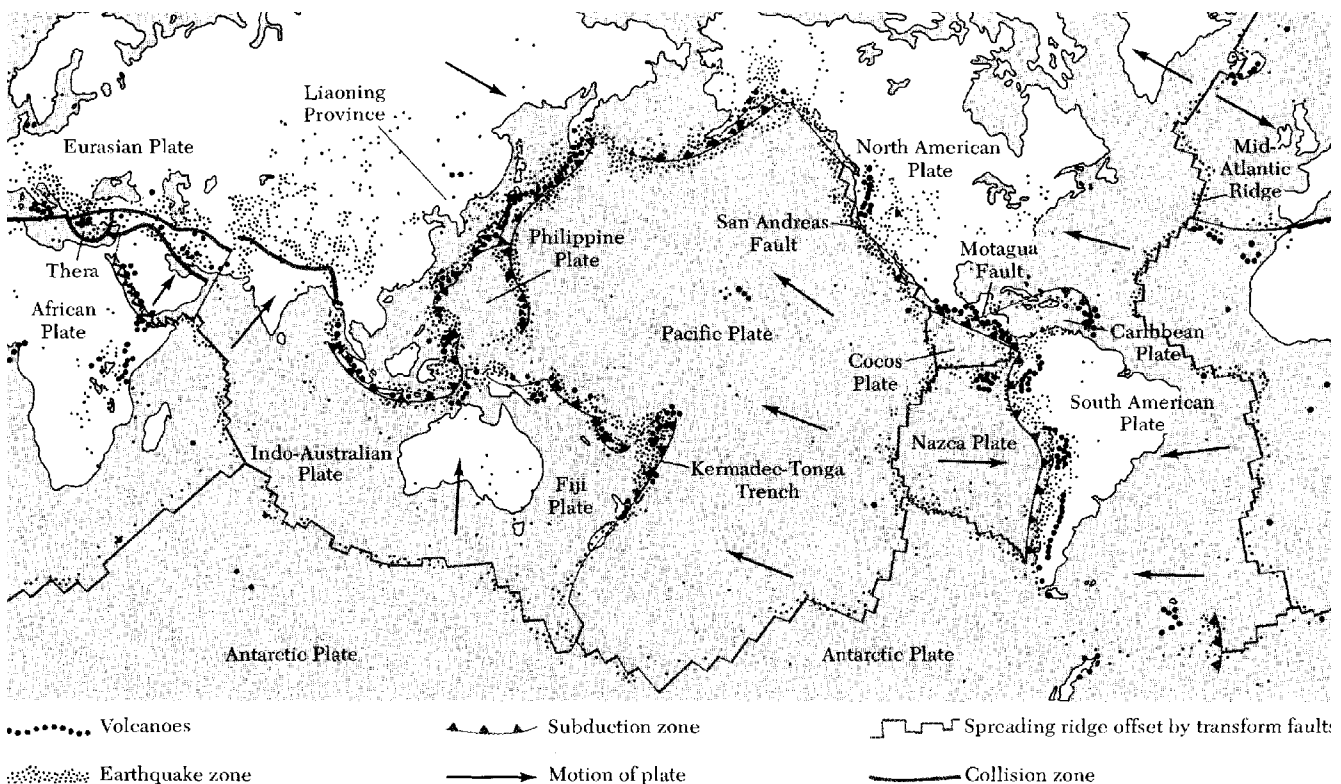 Liaoning
Province
Eurasian Plate
North American
Plate
Mid-
Atlantic
Ridge
San Andreas
Fault
Philippine
Plate
Motagua
Fault
Thera
African
Plate
Pacific Plate
Caribbean
Plate
Cocos
Plate
South American
Plate
Indo-Australian
Plate
Nazca Plate
Fiji
Plate
Kermadec-Tonga
Trench
Antarctic Plate
Antarctic Plate
Volcanoes
Subduction zone
Spreading ridge offset by transform faults
Earthquake zone
Motion of plate
Collision zone